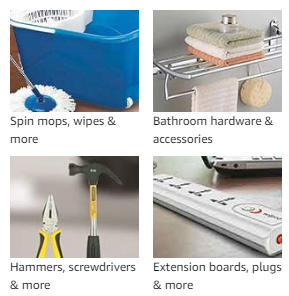 Spin mops, wipes &
more
Bathroom hardware &
accessories
Hammers, screwdrivers
& more
Extension boards, plugs
& more